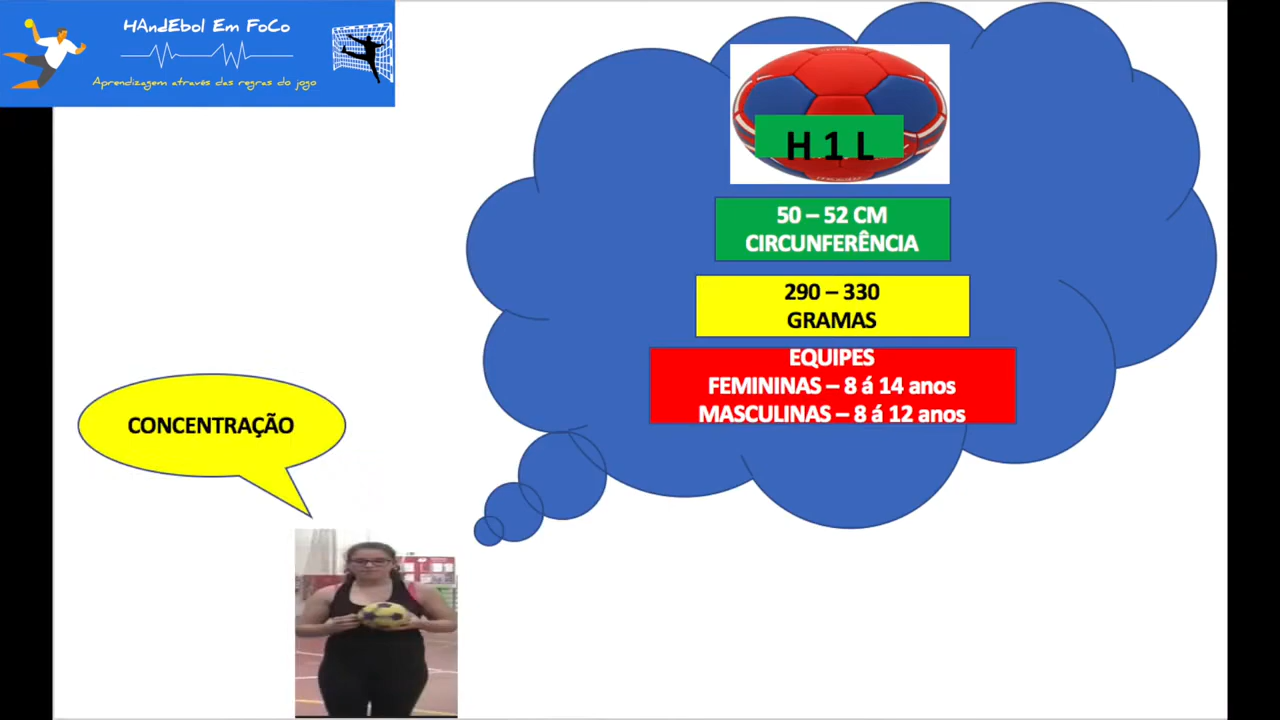 HAndEbol Em FoCo
Aprendizagem através das regras do jogo
H 1 L
50 – 52 CM
CIRCUNFERÊNCIA
290 – 330
GRAMAS
EQUIPES
FEMININAS – 8 á 14 anos
MASCULINAS – 8 á 12 anos
CONCENTRAÇÃO